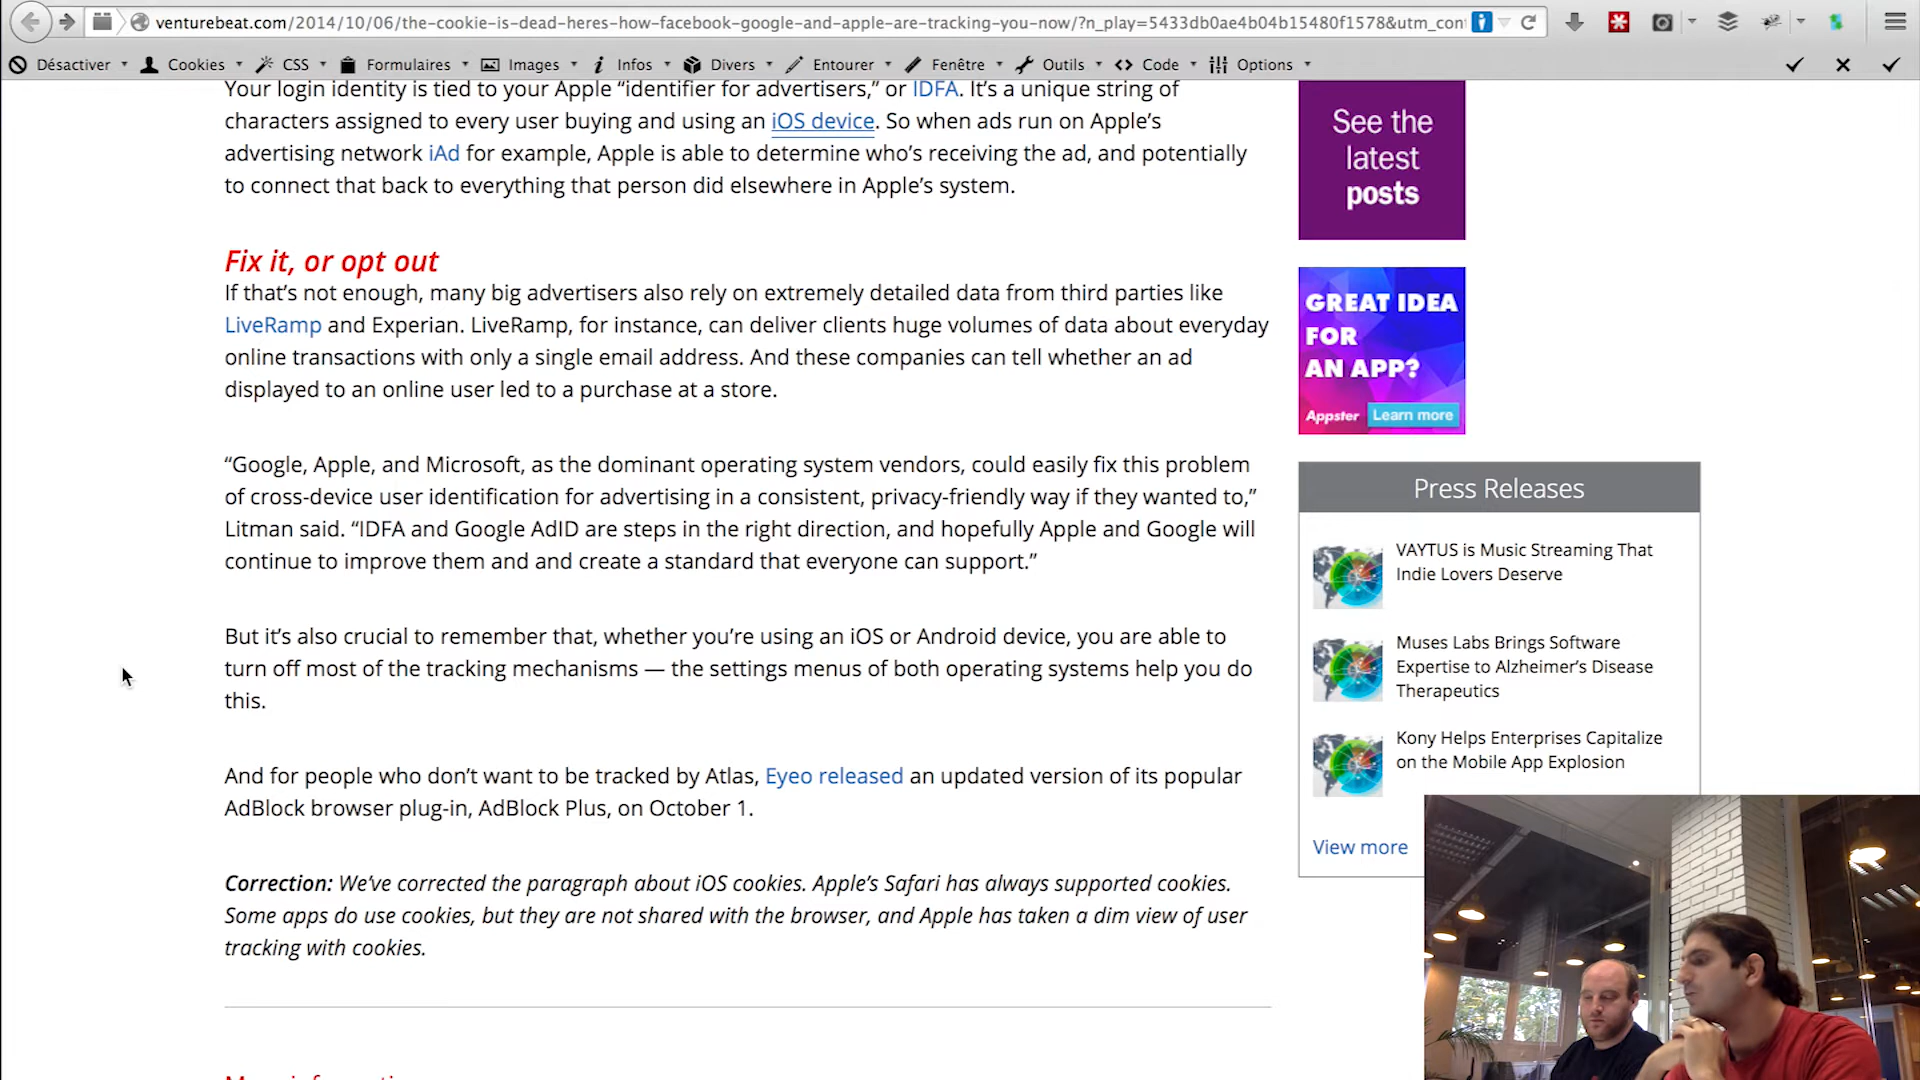 venturebeat.com/2014/10/06/the-cookie-is-dead-heres-how-facebook-google-and-apple-are-tracking-you-now/?n_play=5433db0ae4b04b15480f1578&utm_cont
Désactiver Cookies CSS Formulaires Images Infos Divers Entourer Fenêtre Outils Code Options
Your login identity is tied to your Apple “identifier for advertisers,” or IDFA. It’s a unique string of
characters assigned to every user buying and using an iOS device. So when ads run on Apple’s
advertising network iAd for example, Apple is able to determine who’s receiving the ad, and potentially
to connect that back to everything that person did elsewhere in Apple’s system.
Fix it, or opt out
If that’s not enough, many big advertisers also rely on extremely detailed data from third parties like
LiveRamp and Experian. LiveRamp, for instance, can deliver clients huge volumes of data about everyday
online transactions with only a single email address. And these companies can tell whether an ad
displayed to an online user led to a purchase at a store.
“Google, Apple, and Microsoft, as the dominant operating system vendors, could easily fix this problem
of cross-device user identification for advertising in a consistent, privacy-friendly way if they wanted to,”
Litman said. “IDFA and Google AdID are steps in the right direction, and hopefully Apple and Google will
continue to improve them and and create a standard that everyone can support.”
But it’s also crucial to remember that, whether you’re using an iOS or Android device, you are able to
turn off most of the tracking mechanisms — the settings menus of both operating systems help you do
this.
And for people who don’t want to be tracked by Atlas, Eyeo released an updated version of its popular
AdBlock browser plug-in, AdBlock Plus, on October 1.
Correction: We’ve corrected the paragraph about iOS cookies. Apple’s Safari has always supported cookies.
Some apps do use cookies, but they are not shared with the browser, and Apple has taken a dim view of user
tracking with cookies.
See the
latest
posts
GREAT IDEA
FOR
AN APP?
Appster Learn more
Press Releases
VAYTUS is Music Streaming That
Indie Lovers Deserve
Muses Labs Brings Software
Expertise to Alzheimer’s Disease
Therapeutics
Kony Helps Enterprises Capitalize
on the Mobile App Explosion
View more